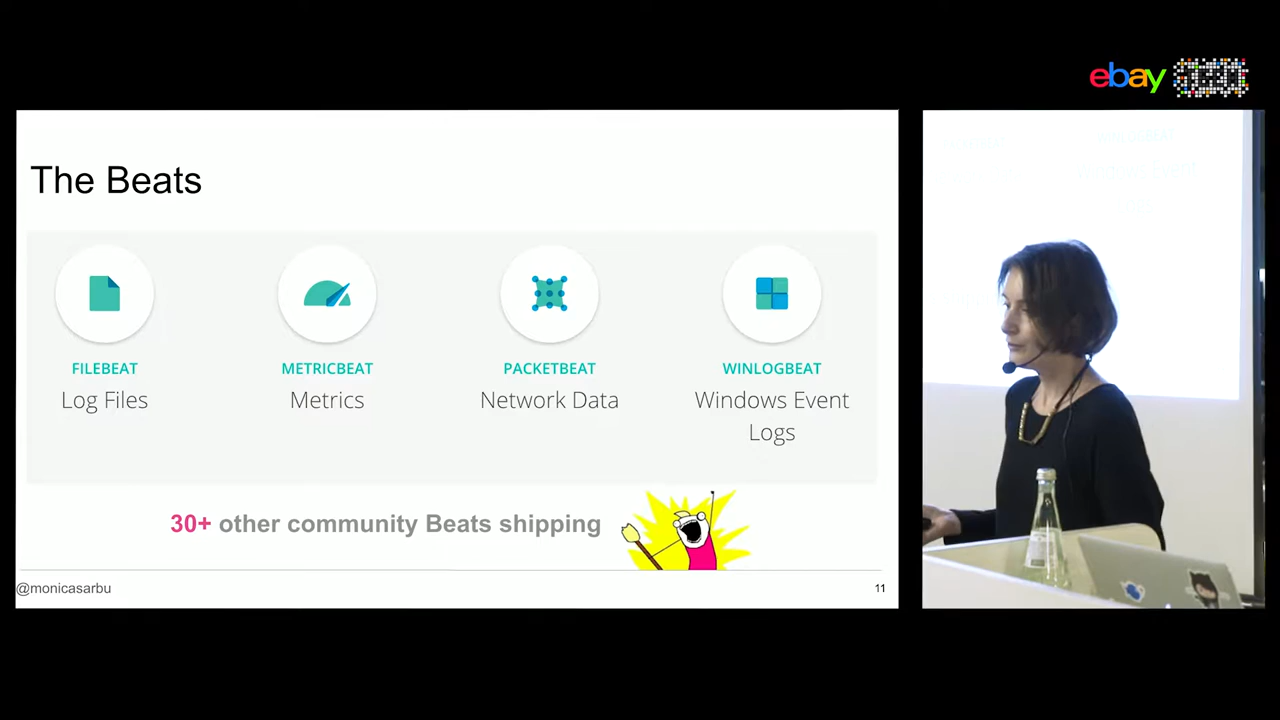 ebay
The Beats
FILEBEAT
METRICBEAT
PACKETBEAT
WINLOGBEAT
Log Files
Metrics
Network Data
Windows Event
Logs
30+ other community Beats shipping
@monicasarbu
11